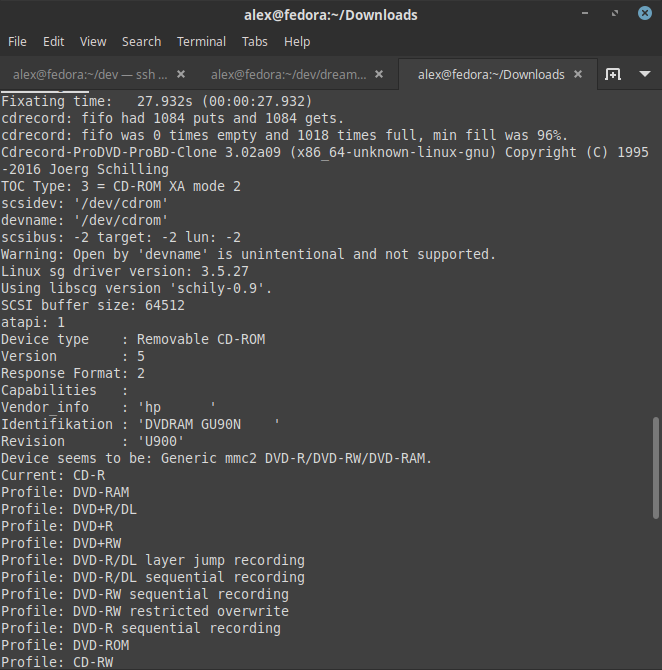 alex@fedora:~/Downloads
File Edit View Search Terminal Tabs Help
alex@fedora:~/dev — ssh ... × alex@fedora:~/dev/dream... × alex@fedora:~/Downloads ×
Fixating time:   27.932s (00:00:27.932)
cdrecord: fifo had 1084 puts and 1084 gets.
cdrecord: fifo was 0 times empty and 1018 times full, min fill was 96%.
Cdrecord-ProDVD-ProBD-Clone 3.02a09 (x86_64-unknown-linux-gnu) Copyright (C) 1995
-2016 Joerg Schilling
TOC Type: 3 = CD-ROM XA mode 2
scsidev: '/dev/cdrom'
devname: '/dev/cdrom'
scsibus: -2 target: -2 lun: -2
Warning: Open by 'devname' is unintentional and not supported.
Linux sg driver version: 3.5.27
Using libscg version 'schily-0.9'.
SCSI buffer size: 64512
atapi: 1
Device type    : Removable CD-ROM
Version        : 5
Response Format: 2
Capabilities   :
Vendor_info    : 'hp      '
Identifikation : 'DVDRAM GU90N    '
Revision       : 'U900'
Device seems to be: Generic mmc2 DVD-R/DVD-RW/DVD-RAM.
Current: CD-R
Profile: DVD-RAM
Profile: DVD+R/DL
Profile: DVD+R
Profile: DVD+RW
Profile: DVD-R/DL layer jump recording
Profile: DVD-R/DL sequential recording
Profile: DVD-RW sequential recording
Profile: DVD-RW restricted overwrite
Profile: DVD-R sequential recording
Profile: DVD-ROM
Profile: CD-RW